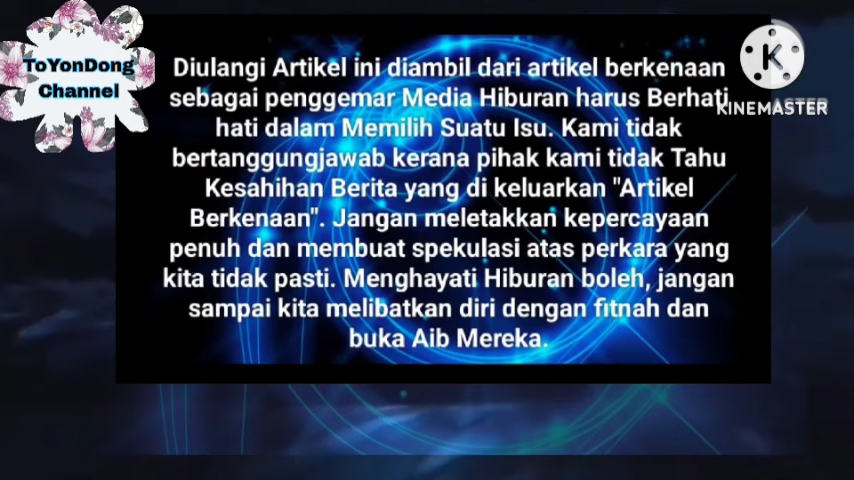 ToYonDong
Channel
KINEMASTER
Diulangi Artikel ini diambil dari artikel berkenaan
sebagai penggemar Media Hiburan harus Berhati
hati dalam Memilih Suatu Isu. Kami tidak
bertanggungjawab kerana pihak kami tidak Tahu
Kesahihan Berita yang di keluarkan "Artikel
Berkenaan". Jangan meletakkan kepercayaan
penuh dan membuat spekulasi atas perkara yang
kita tidak pasti. Menghayati Hiburan boleh, jangan
sampai kita melibatkan diri dengan fitnah dan
buka Aib Mereka.